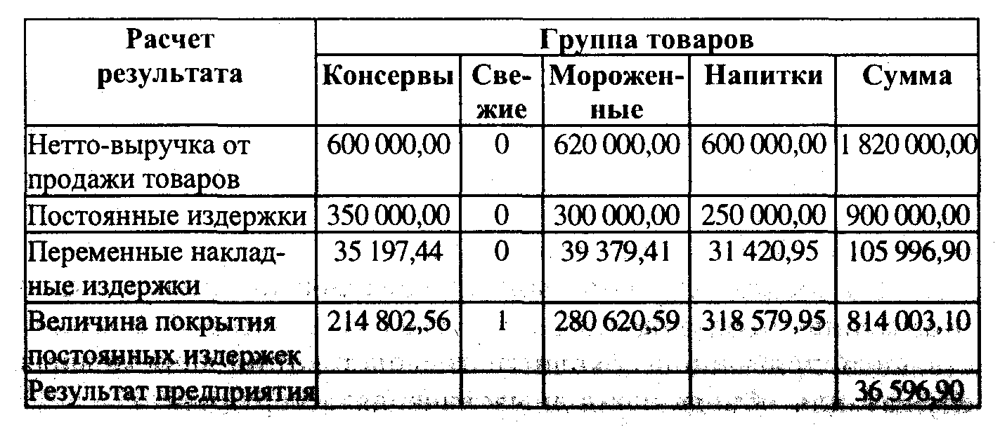 Расчет результата Группа товаров
Консервы Све-жие Морожен-ные Напитки Сумма
Нетто-выручка от продажи товаров 600 000,00 0 620 000,00 600 000,00 1 820 000,00
Постоянные издержки 350 000,00 0 300 000,00 250 000,00 900 000,00
Переменные наклад-ные издержки 35 197,44 0 39 379,41 31 420,95 105 996,90
Величина покрытия постоянных издержек 214 802,56 1 280 620,59 318 579,95 814 003,10
Результат предприятия 36 596,90